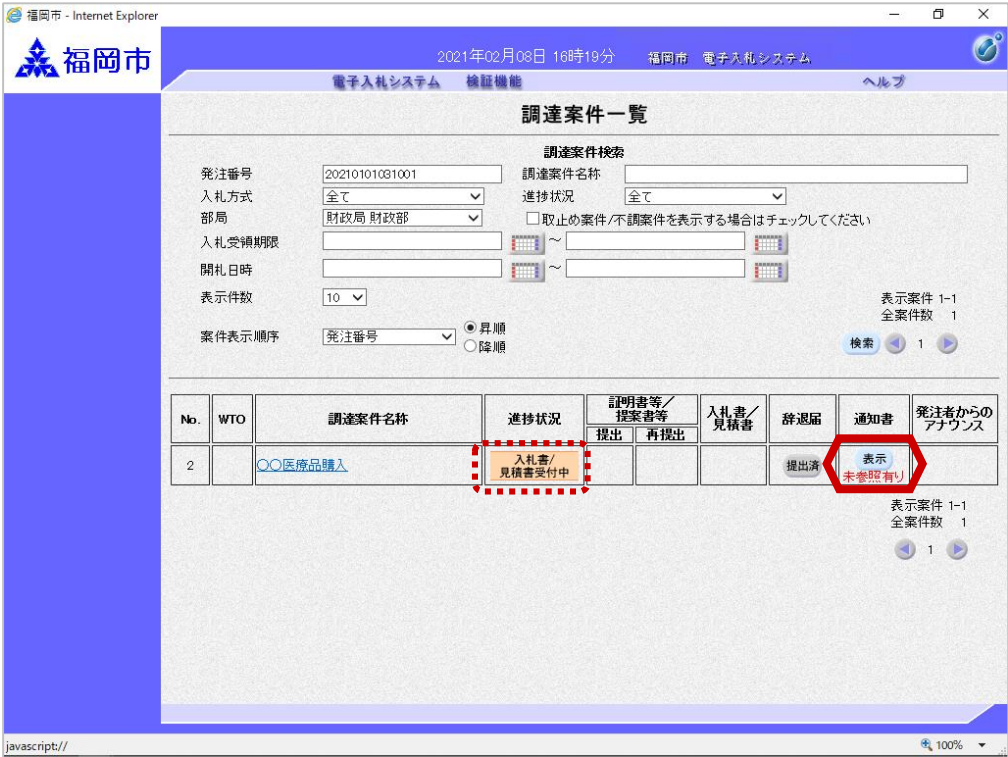 福岡市 - Internet Explorer
福岡市
2021年02月08日 16時19分 福岡市 電子入札システム
電子入札システム 検証機能 ヘルプ
調達案件一覧
調達案件検索
発注番号 20210101031001 調達案件名称
入札方式 全て 進捗状況 全て
部局 財政局 財政部 取止め案件/不調案件を表示する場合はチェックしてください
入札受領期限 ～
開札日時 ～
表示件数 10
表示案件 1-1
全案件数 1
案件表示順序 発注番号 昇順
降順
検索 1
No. WTO 調達案件名称 進捗状況 証明書等／提案書等 入札書／見積書 辞退届 通知書 発注者からのアナウンス
提出 再提出
2 〇〇医療品購入 入札書/ 提出済 表示
見積書受付中 未参照有り
表示案件 1-1
全案件数 1
1
javascript:// 100%